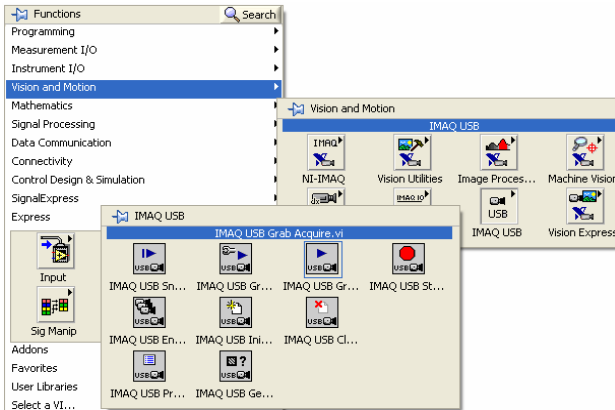 Functions
Search
Programming
Measurement I/O
Instrument I/O
Vision and Motion
Mathematics
Signal Processing
Data Communication
Connectivity
Control Design & Simulation
SignalExpress
Express
Input
Sig Manip
Addons
Favorites
User Libraries
Select a VI...
Vision and Motion
IMAQ USB
IMAQ
NI-IMAQ
Vision Utilities
Image Proces...
Machine Vision
IMAQ IO
USB
IMAQ USB
Vision Express
IMAQ USB
IMAQ USB Grab Acquire.vi
USB
USB
USB
USB
IMAQ USB Sn...
IMAQ USB Gr...
IMAQ USB Gr...
IMAQ USB St...
USB
USB
USB
IMAQ USB En...
IMAQ USB Ini...
IMAQ USB Cl...
USB
USB
IMAQ USB Pr...
IMAQ USB Ge...